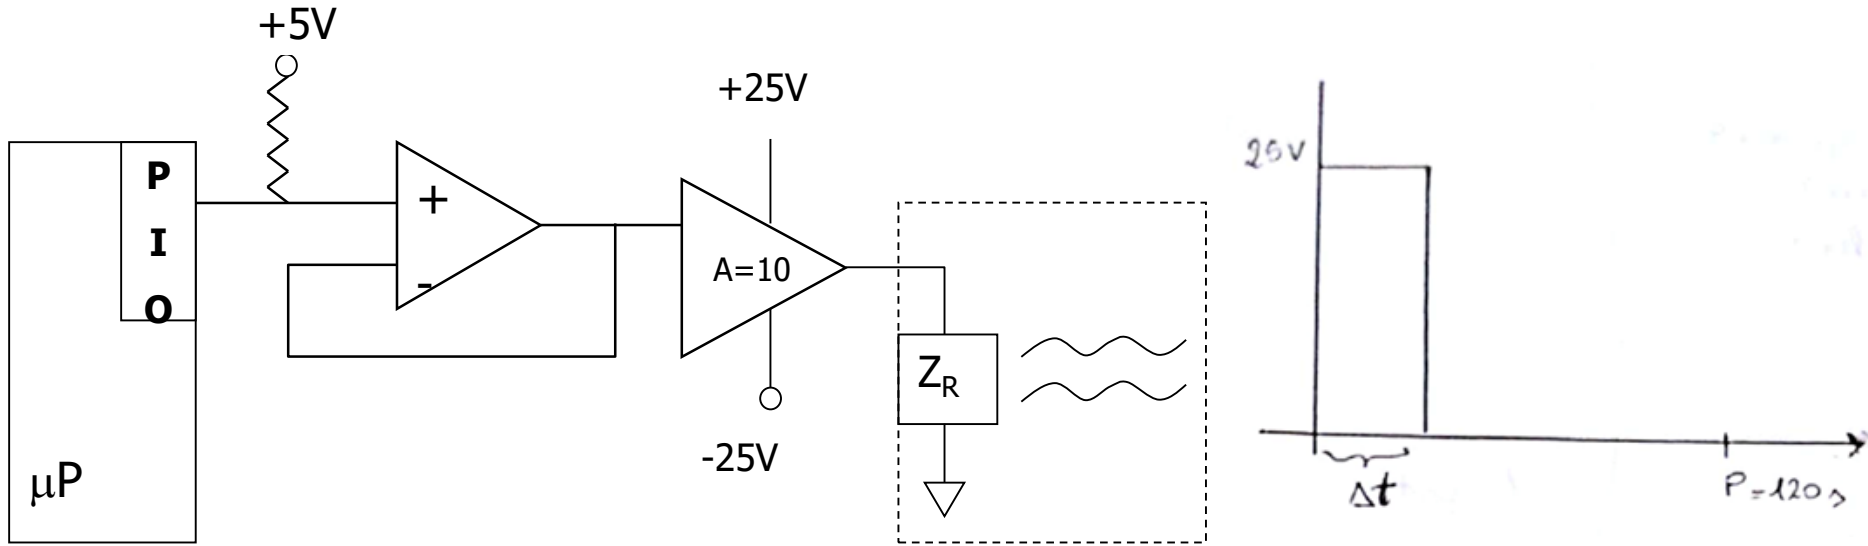 +5V
+25V
P
I
O
+
-
A=10
-25V
Z_R
μP
25V
Δt
P=120s